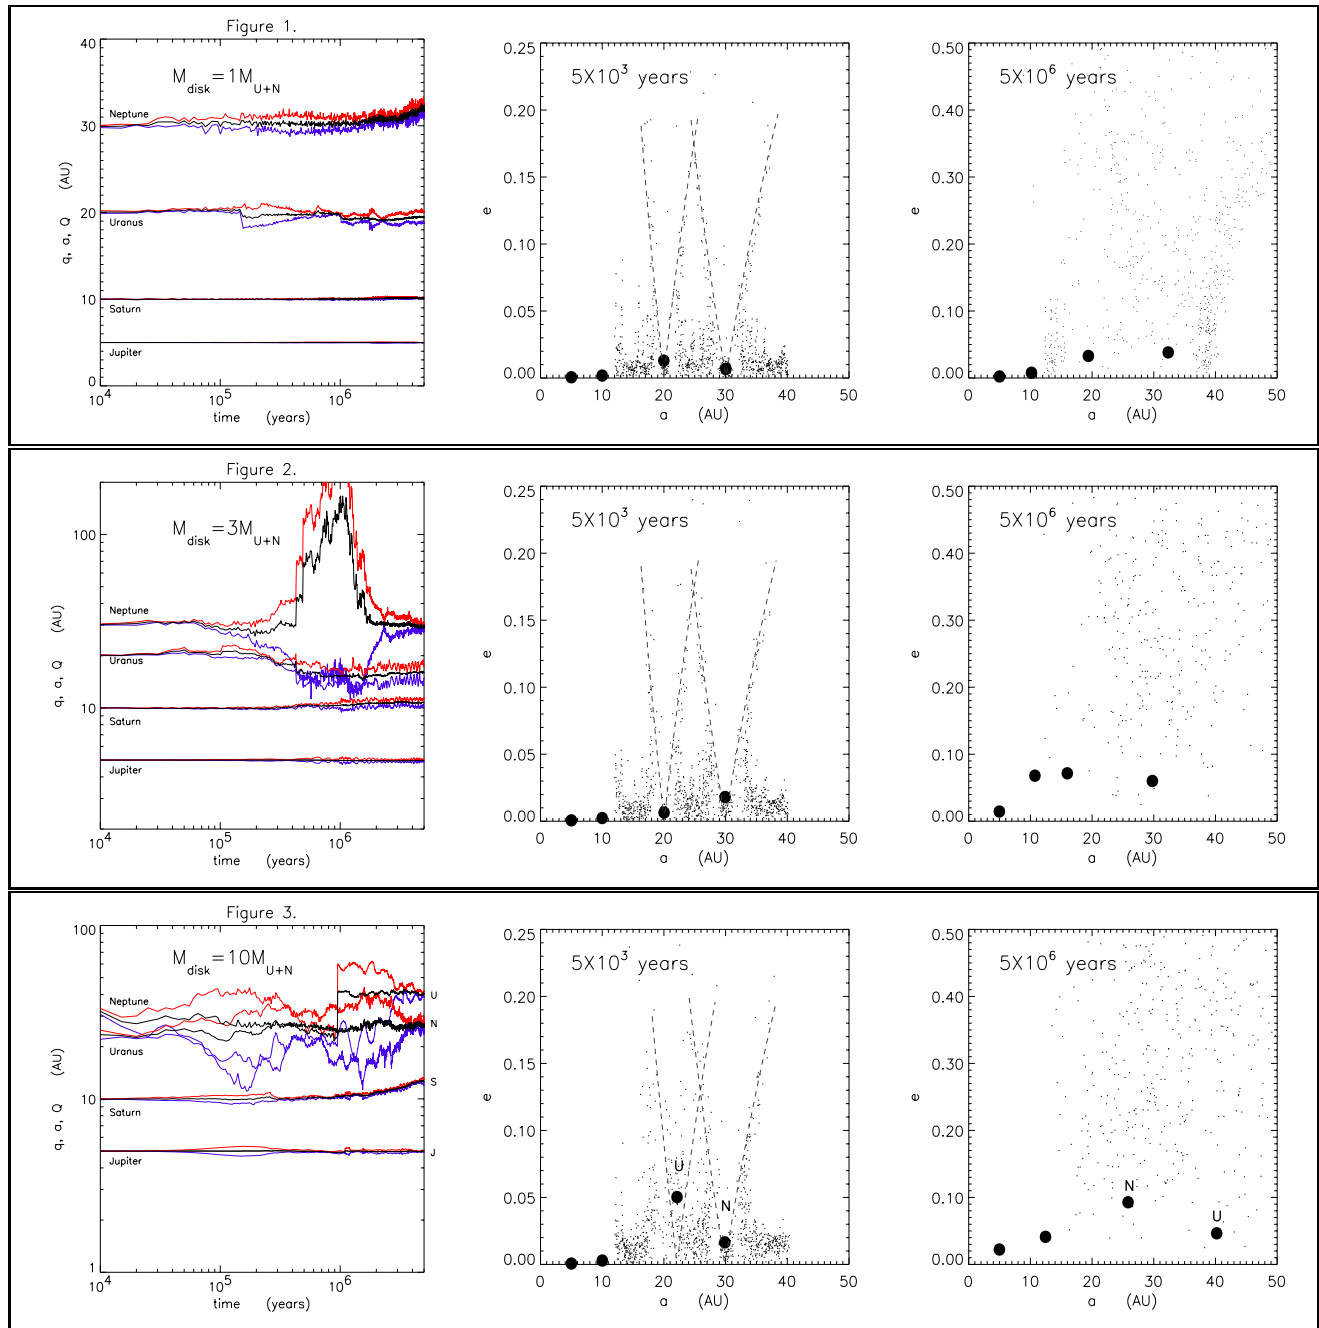 Figure 1.
M_disk=1M_U+N
Neptune
Uranus
Saturn
Jupiter
40
30
20
10
0
q, a, Q (AU)
10^4 10^5 10^6
time (years)
5X10^3 years
0.25
0.20
0.15
0.10
0.05
0.00
e
0 10 20 30 40 50
a (AU)
5X10^6 years
0.50
0.40
0.30
0.20
0.10
0.00
e
0 10 20 30 40 50
a (AU)
Figure 2.
M_disk=3M_U+N
Neptune
Uranus
Saturn
Jupiter
100
10
q, a, Q (AU)
10^4 10^5 10^6
time (years)
5X10^3 years
0.25
0.20
0.15
0.10
0.05
0.00
e
0 10 20 30 40 50
a (AU)
5X10^6 years
0.50
0.40
0.30
0.20
0.10
0.00
e
0 10 20 30 40 50
a (AU)
Figure 3.
M_disk=10M_U+N
Neptune
Uranus
Saturn
Jupiter
U
N
S
J
100
10
1
q, a, Q (AU)
10^4 10^5 10^6
time (years)
5X10^3 years
U
N
0.25
0.20
0.15
0.10
0.05
0.00
e
0 10 20 30 40 50
a (AU)
5X10^6 years
N
U
0.50
0.40
0.30
0.20
0.10
0.00
e
0 10 20 30 40 50
a (AU)